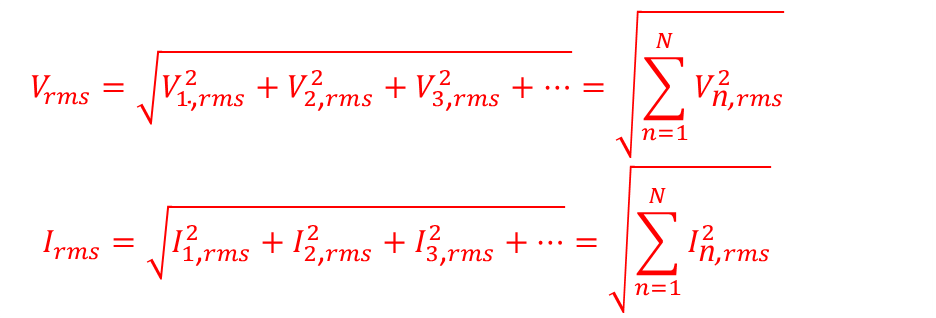 V_{rms} = \sqrt{V_{1.,rms}^2 + V_{2,rms}^2 + V_{3,rms}^2 + \cdots} = \sqrt{\sum_{n=1}^{N} V_{n,rms}^2}
I_{rms} = \sqrt{I_{1,rms}^2 + I_{2,rms}^2 + I_{3,rms}^2 + \cdots} = \sqrt{\sum_{n=1}^{N} I_{n,rms}^2}